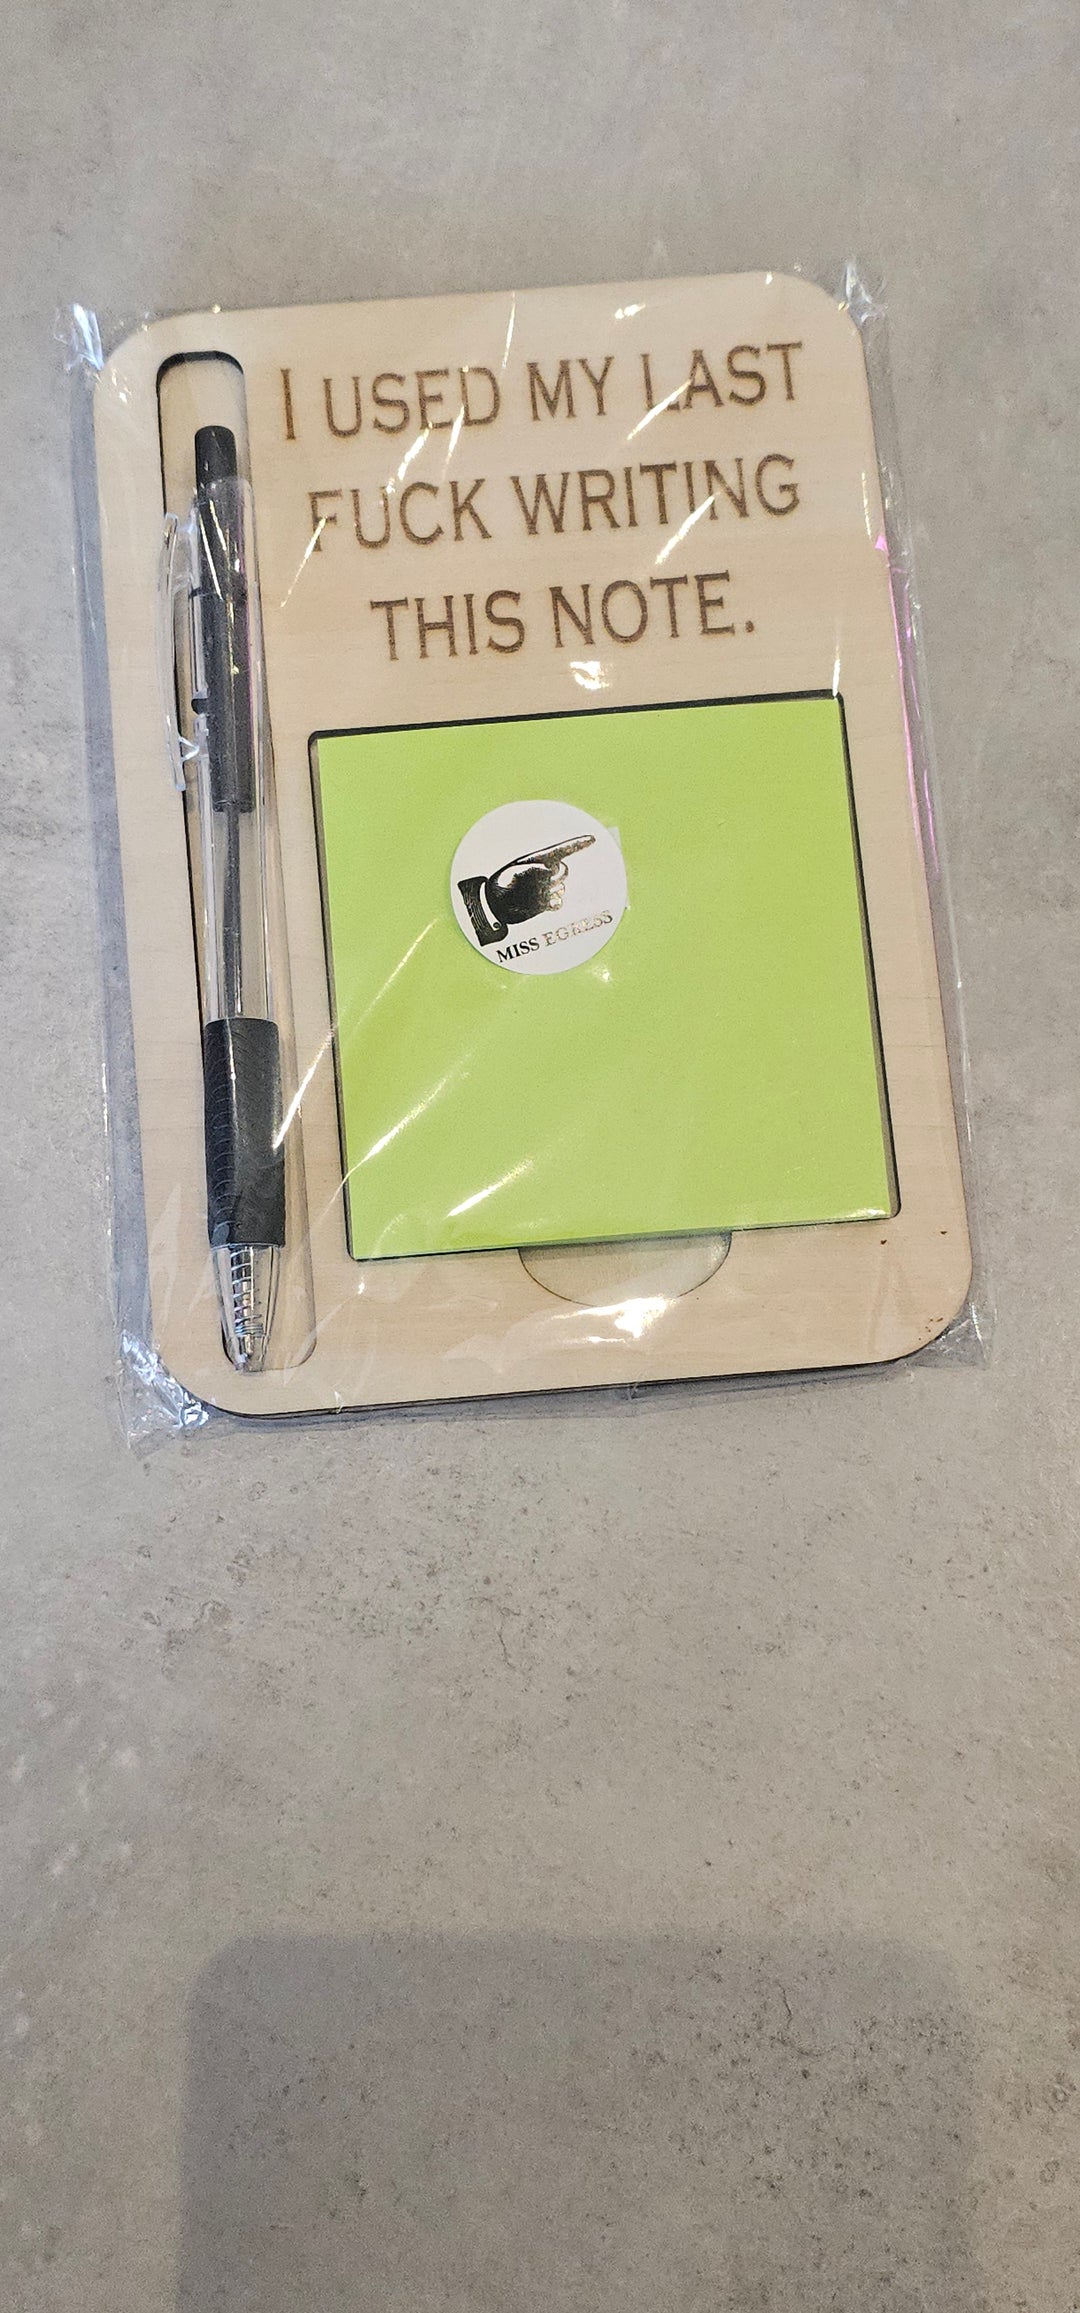 I USED MY LAST
FUCK WRITING
THIS NOTE.
MISS EGRESS